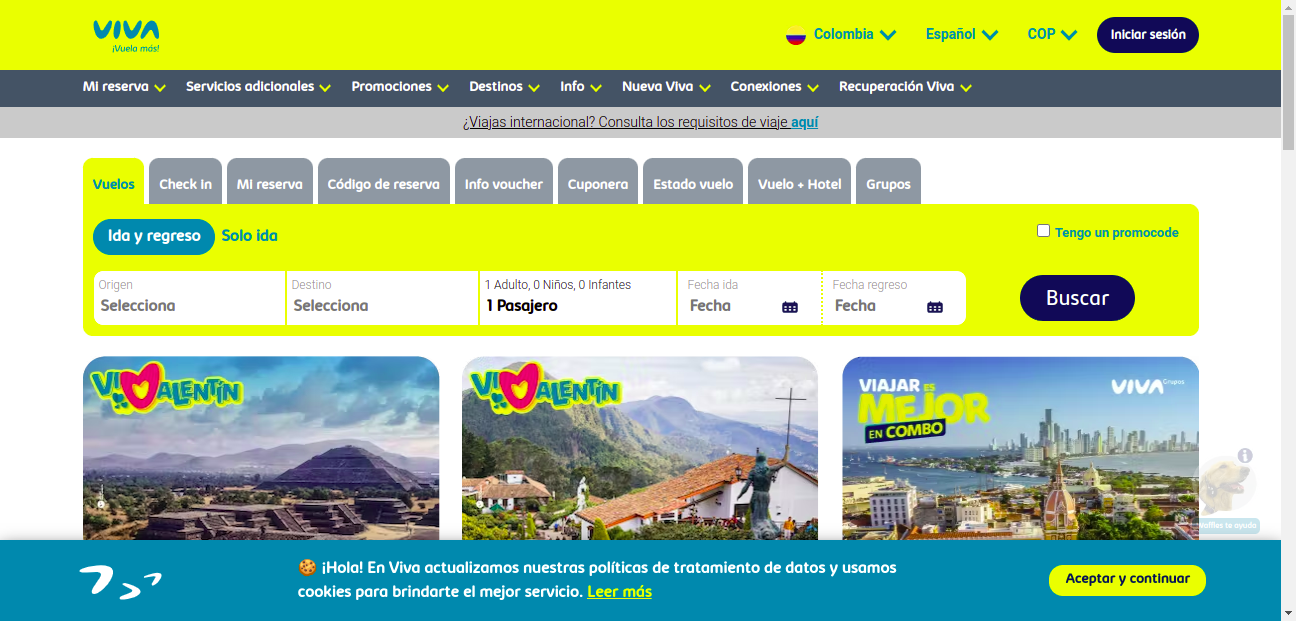 VIVA
¡Vuela más!
Colombia
Español
COP
Iniciar sesión
Mi reserva
Servicios adicionales
Promociones
Destinos
Info
Nueva Viva
Conexiones
Recuperación Viva
¿Viajas internacional? Consulta los requisitos de viaje aquí
Vuelos
Check In
Mi reserva
Código de reserva
Info voucher
Cuponera
Estado vuelo
Vuelo + Hotel
Grupos
Ida y regreso
Solo ida
Tengo un promocode
Origen
Selecciona
Destino
Selecciona
1 Adulto, 0 Niños, 0 Infantes
1 Pasajero
Fecha ida
Fecha
Fecha regreso
Fecha
Buscar
VIVALENTÍN
VIVALENTÍN
VIAJAR ES
MEJOR
EN COMBO
VIVA Grupos
Waffles te ayuda
¡Hola! En Viva actualizamos nuestras políticas de tratamiento de datos y usamos
cookies para brindarte el mejor servicio. Leer más
Aceptar y continuar